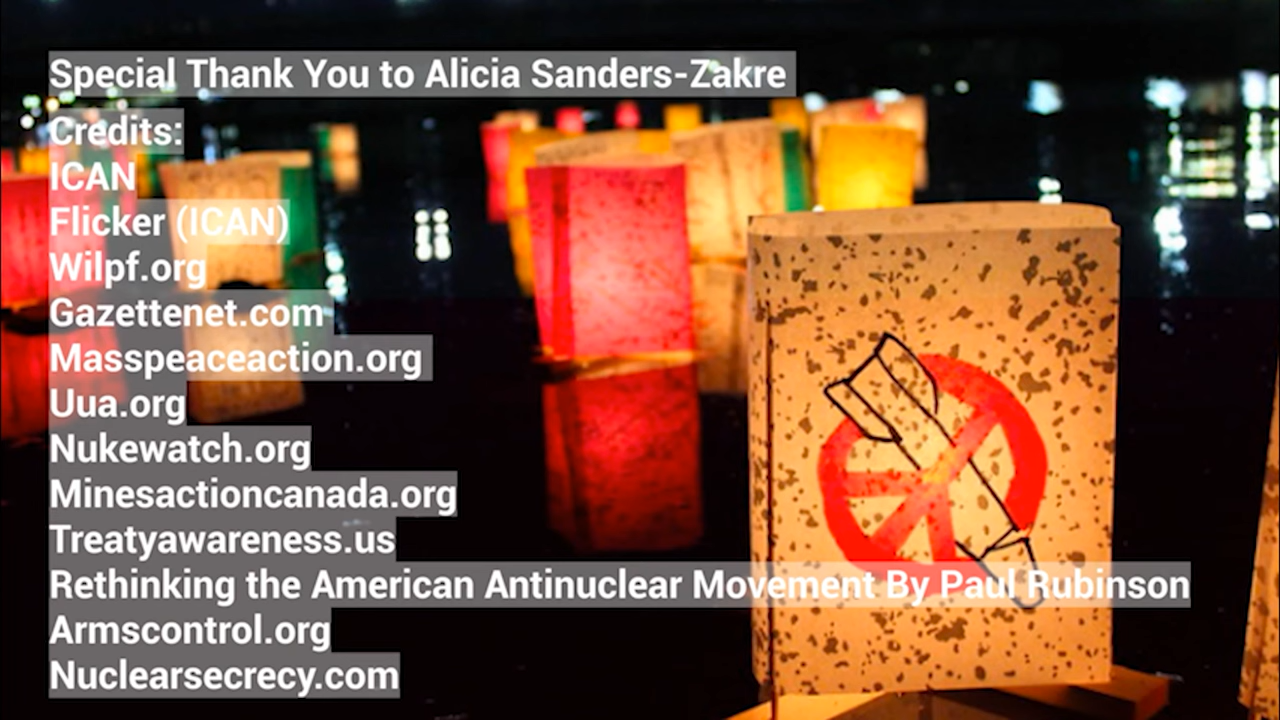 Special Thank You to Alicia Sanders-Zakre
Credits:
ICAN
Flicker (ICAN)
Wilpf.org
Gazettenet.com
Masspeaceaction.org
Uua.org
Nukewatch.org
Minesactioncanada.org
Treatyawareness.us
Rethinking the American Antinuclear Movement By Paul Rubinson
Armscontrol.org
Nuclearsecrecy.com